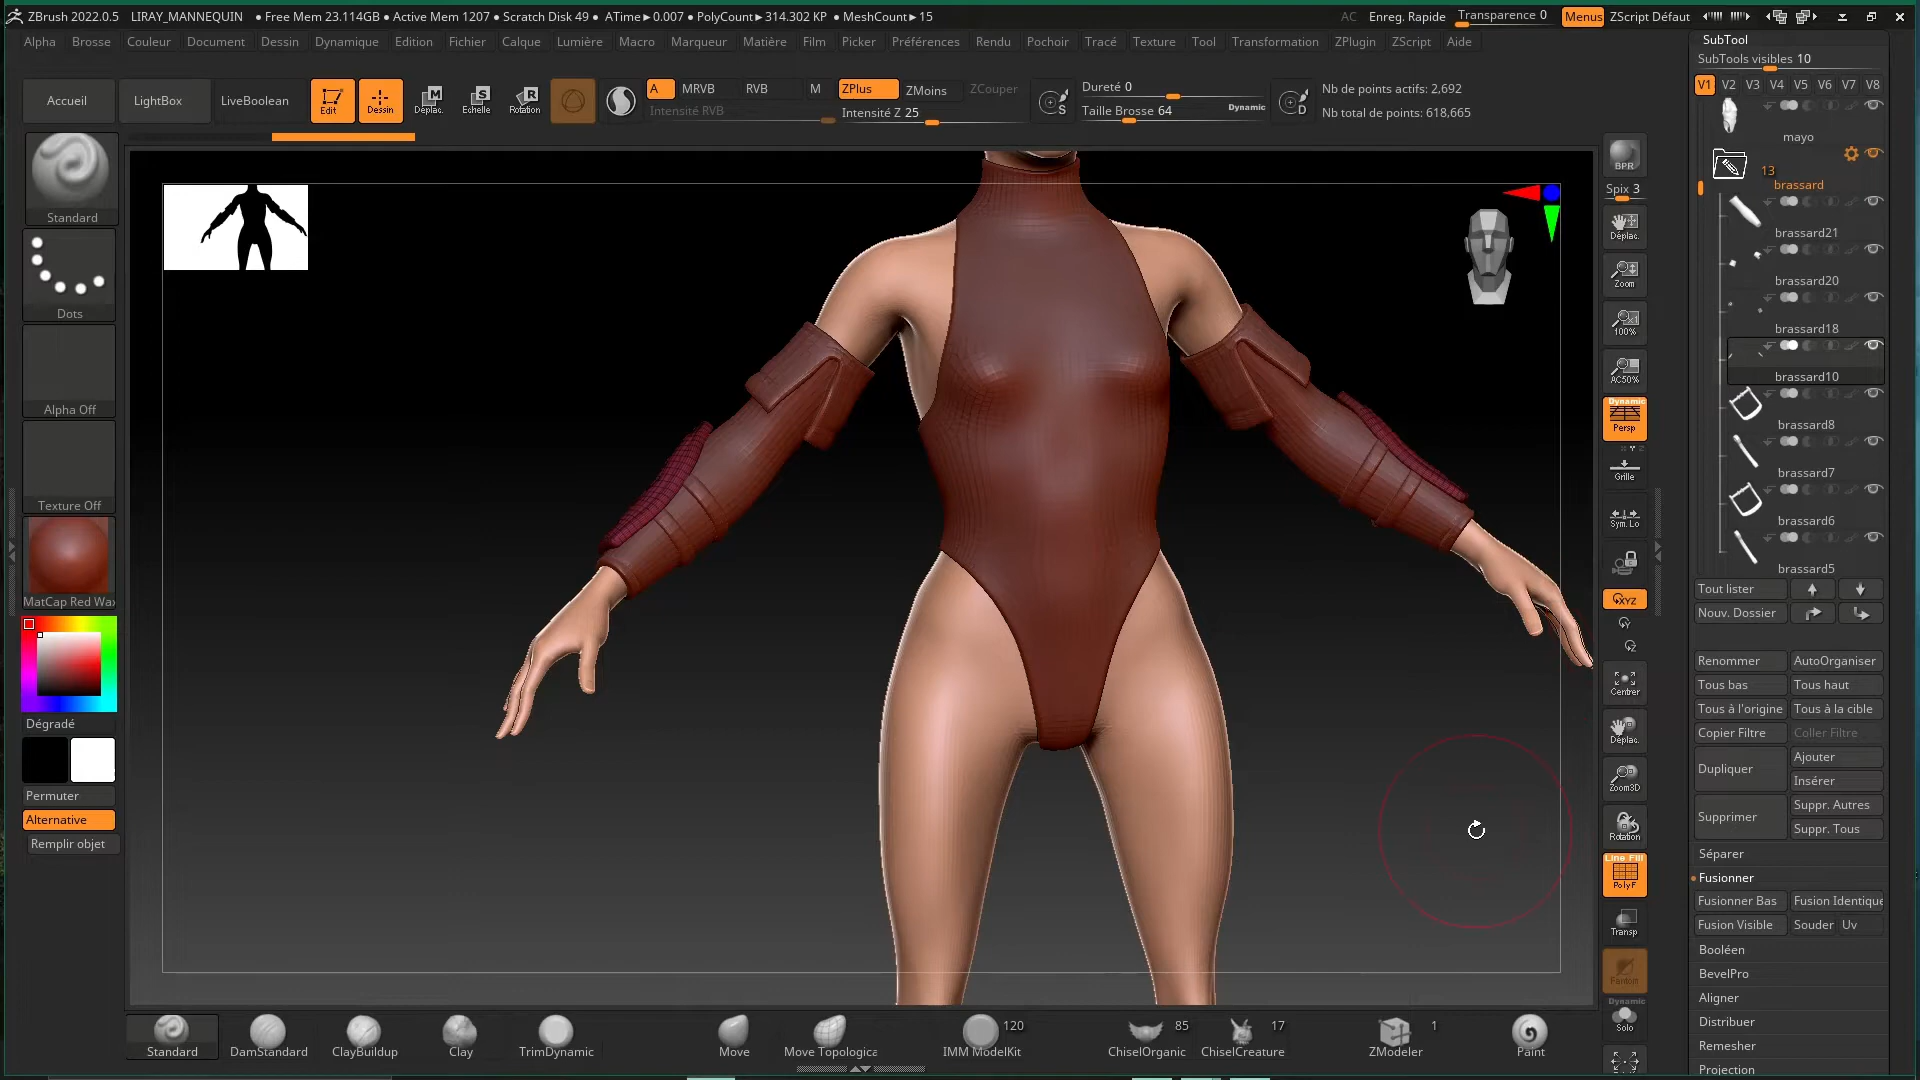 ZBrush 2022.0.5 LIRAY_MANNEQUIN ● Free Mem 23.114GB ● Active Mem 1207 ● Scratch Disk 49 ● ATime►0.007 ● PolyCount►314.302 KP ● MeshCount►15 AC Enreg. Rapide Transparence 0 Menus ZScript Défaut
Alpha Brosse Couleur Document Dessin Dynamique Edition Fichier Calque Lumière Macro Marqueur Matière Film Picker Préférences Rendu Pochoir Tracé Texture Tool Transformation ZPlugin ZScript Aide
Accueil LightBox LiveBoolean Edit Dessin Déplac. Echelle Rotation
A MRVB RVB M ZPlus ZMoins ZCouper
Intensité RVB Intensité Z 25
Dureté 0
Taille Brosse 64 Dynamic
Nb de points actifs: 2,692
Nb total de points: 618,665
Standard
Dots
Alpha Off
Texture Off
MatCap Red Wax
Dégradé
Permuter
Alternative
Remplir objet
BPR
Spix 3
Déplac.
Zoom
100%
AC50%
Dynamic
Persp
Grille
Sym. Lo
XYZ
Y
Z
Centrer
Déplac.
Zoom3D
Rotation
Line Fill
PolyF
Transp
Fantom
Dynamic
Solo
SubTool
SubTools visibles 10
V1 V2 V3 V4 V5 V6 V7 V8
mayo
13
brassard
brassard21
brassard20
brassard18
brassard10
brassard8
brassard7
brassard6
brassard5
Tout lister
Nouv. Dossier
Renommer AutoOrganiser
Tous bas Tous haut
Tous à l'origine Tous à la cible
Copier Filtre Coller Filtre
Dupliquer Ajouter
Insérer
Supprimer Suppr. Autres
Suppr. Tous
Séparer
Fusionner
Fusionner Bas Fusion Identique
Fusion Visible Souder Uv
Booléen
BevelPro
Aligner
Distribuer
Remesher
Projection
Standard DamStandard ClayBuildup Clay TrimDynamic Move Move Topologica IMM ModelKit 120 ChiselOrganic 85 ChiselCreature 17 ZModeler 1 Paint